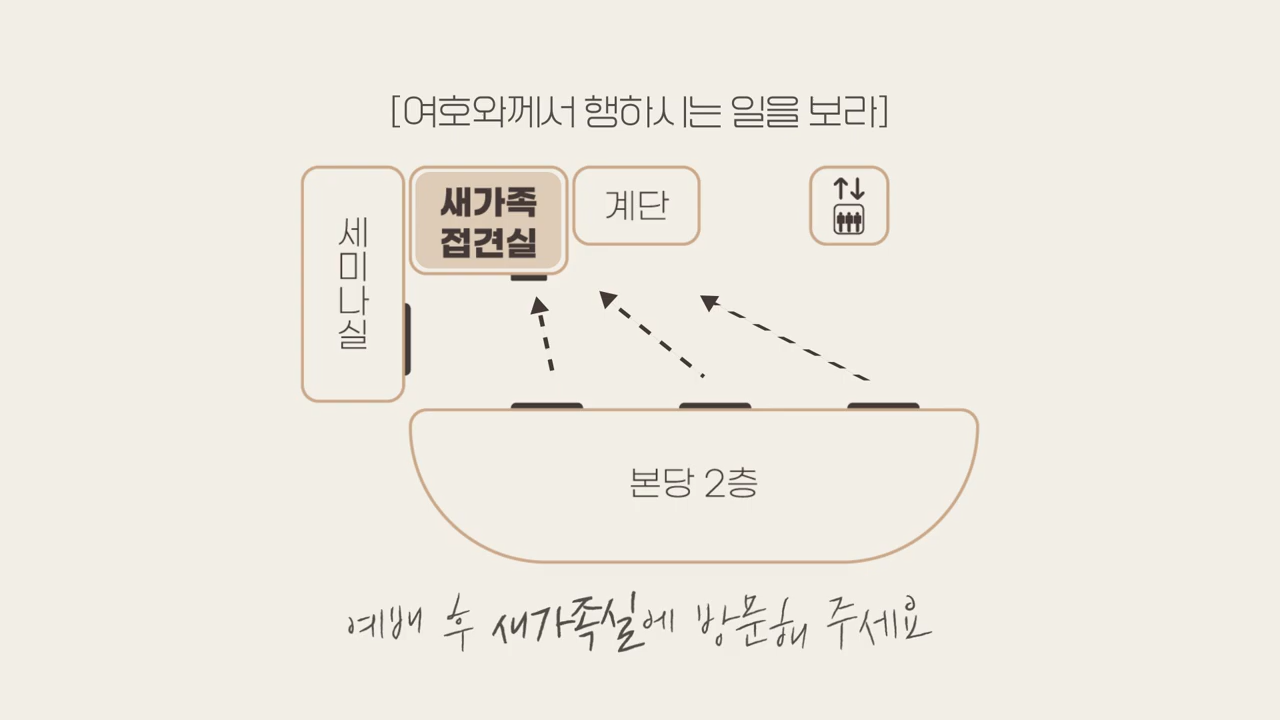 [여호와께서 행하시는 일을 보라]
세미나실
새가족
접견실
계단
본당 2층
예배 후 새가족실에 방문해 주세요